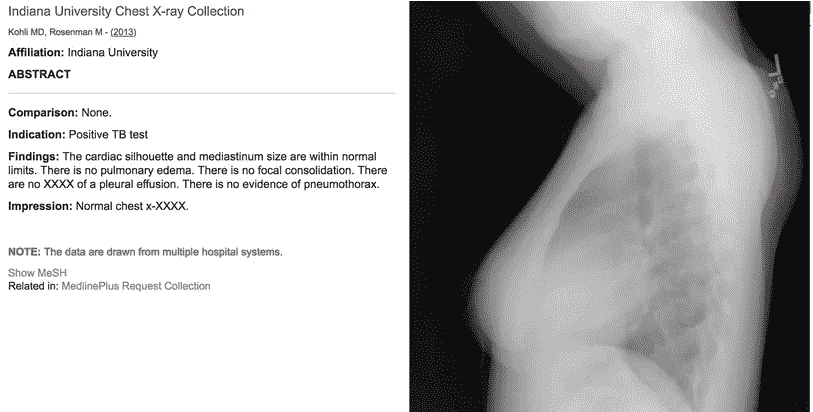 Indiana University Chest X-ray Collection
Kohli MD, Rosenman M - (2013)
Affiliation: Indiana University
ABSTRACT
Comparison: None.
Indication: Positive TB test
Findings: The cardiac silhouette and mediastinum size are within normal
limits. There is no pulmonary edema. There is no focal consolidation. There
are no XXXX of a pleural effusion. There is no evidence of pneumothorax.
Impression: Normal chest x-XXXX.
NOTE: The data are drawn from multiple hospital systems.
Show MeSH
Related in: MedlinePlus Request Collection